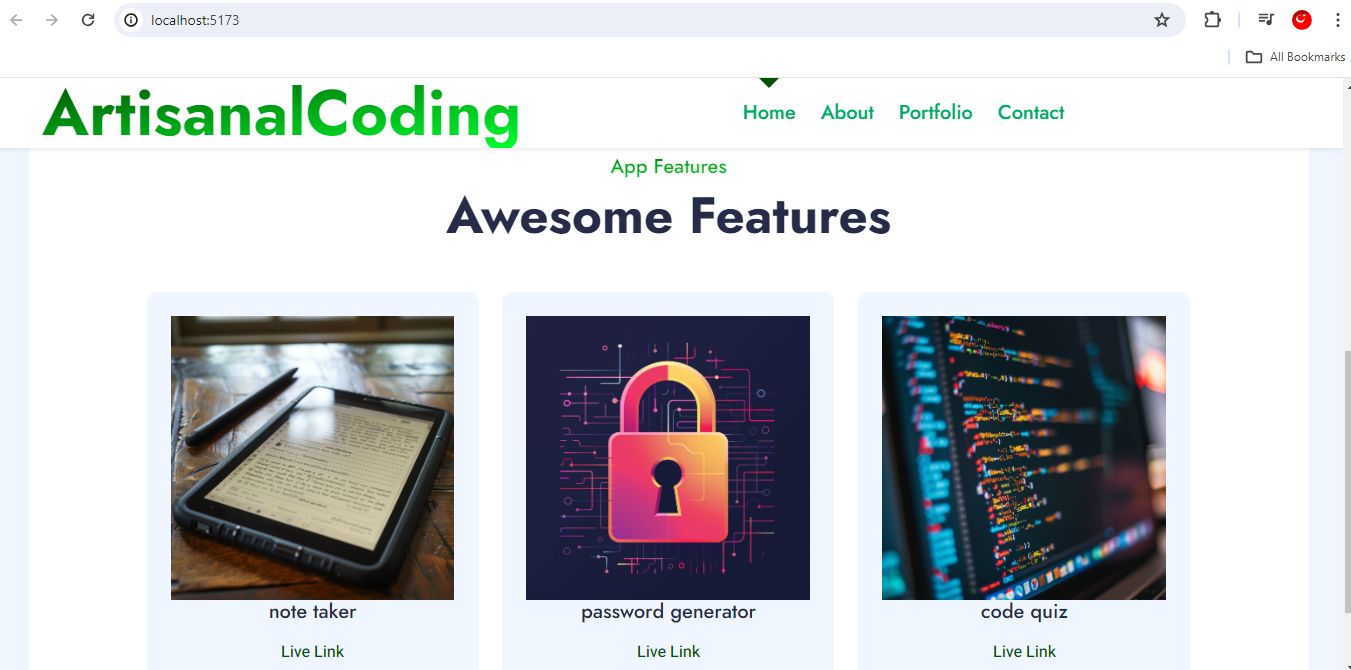 localhost:5173
All Bookmarks
ArtisanalCoding
Home About Portfolio Contact
App Features
Awesome Features
note taker password generator code quiz
Live Link Live Link Live Link